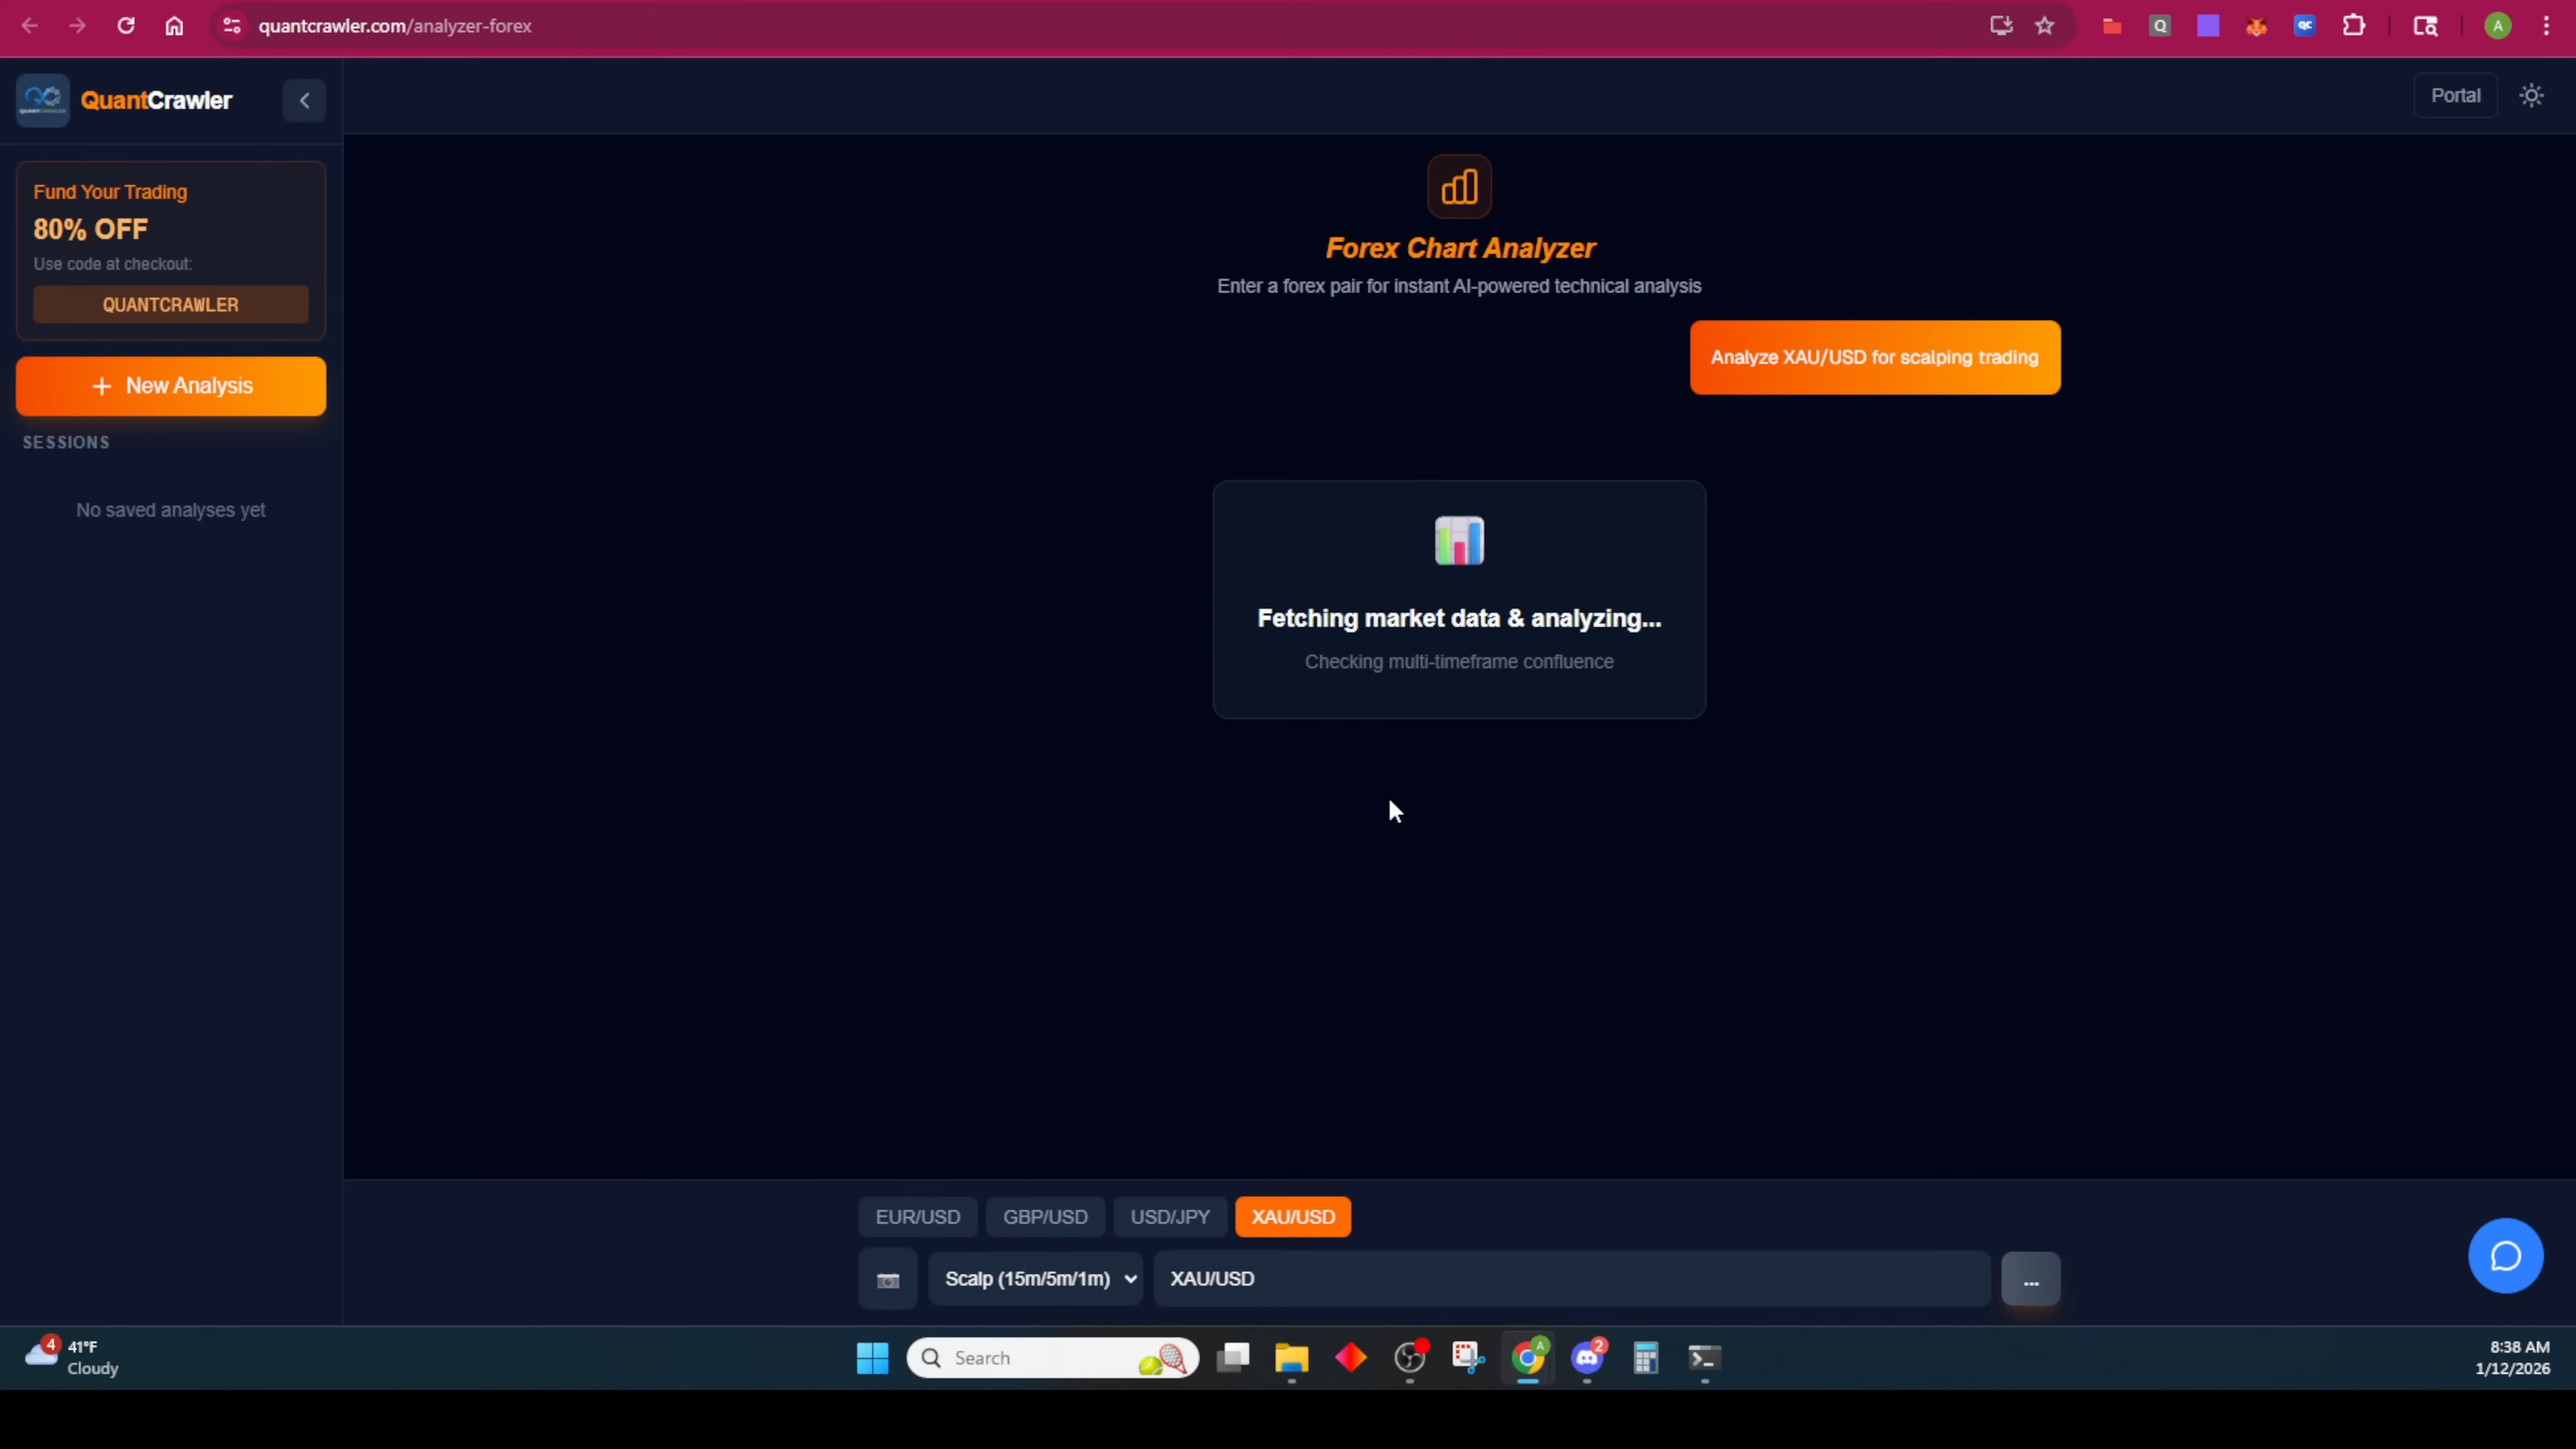 quantcrawler.com/analyzer-forex
Q
QC
A
QuantCrawler
Portal
Fund Your Trading
80% OFF
Use code at checkout:
QUANTCRAWLER
+ New Analysis
SESSIONS
No saved analyses yet
Forex Chart Analyzer
Enter a forex pair for instant AI-powered technical analysis
Analyze XAU/USD for scalping trading
Fetching market data & analyzing...
Checking multi-timeframe confluence
EUR/USD GBP/USD USD/JPY XAU/USD
Scalp (15m/5m/1m) XAU/USD ...
4
41°F
Cloudy
Search
A
2
8:38 AM
1/12/2026